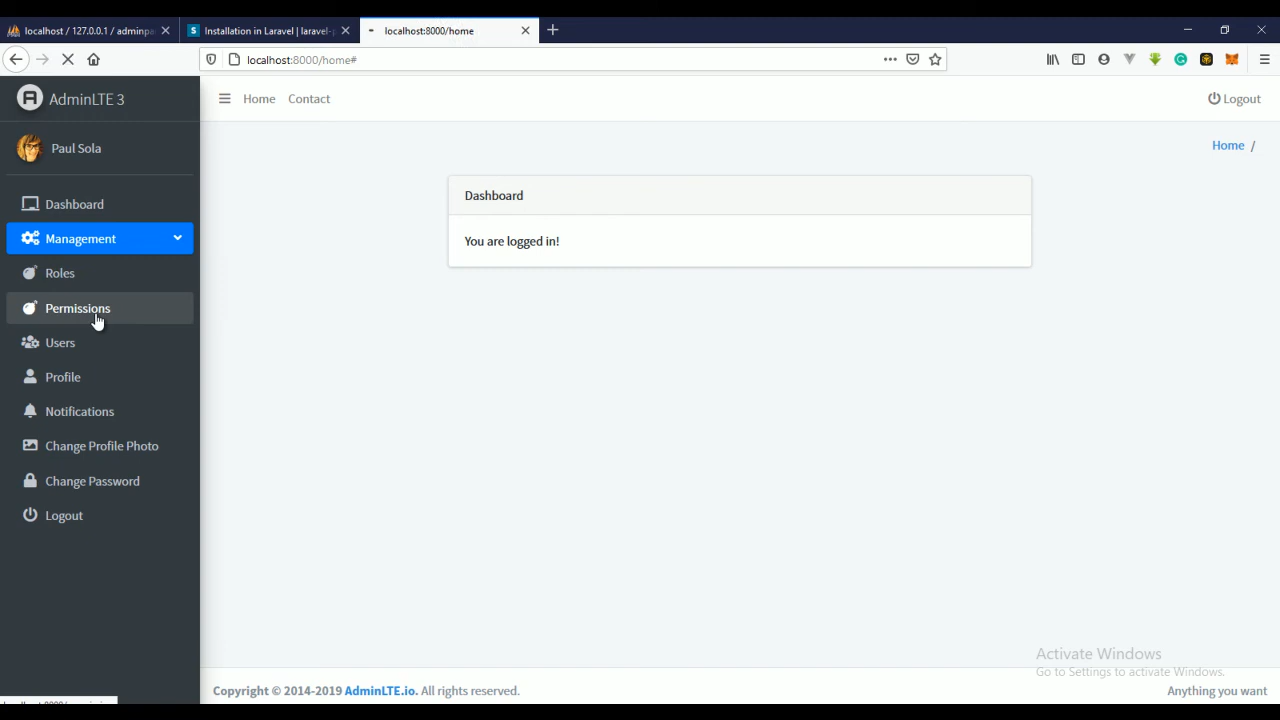 localhost / 127.0.0.1 / adminpa
Installation in Laravel | laravel-
localhost:8000/home
localhost:8000/home#
AdminLTE 3
Home
Contact
Logout
Paul Sola
Home /
Dashboard
Management
Roles
Permissions
Users
Profile
Notifications
Change Profile Photo
Change Password
Logout
Dashboard
You are logged in!
Activate Windows
Go to Settings to activate Windows.
Copyright © 2014-2019 AdminLTE.io. All rights reserved.
Anything you want